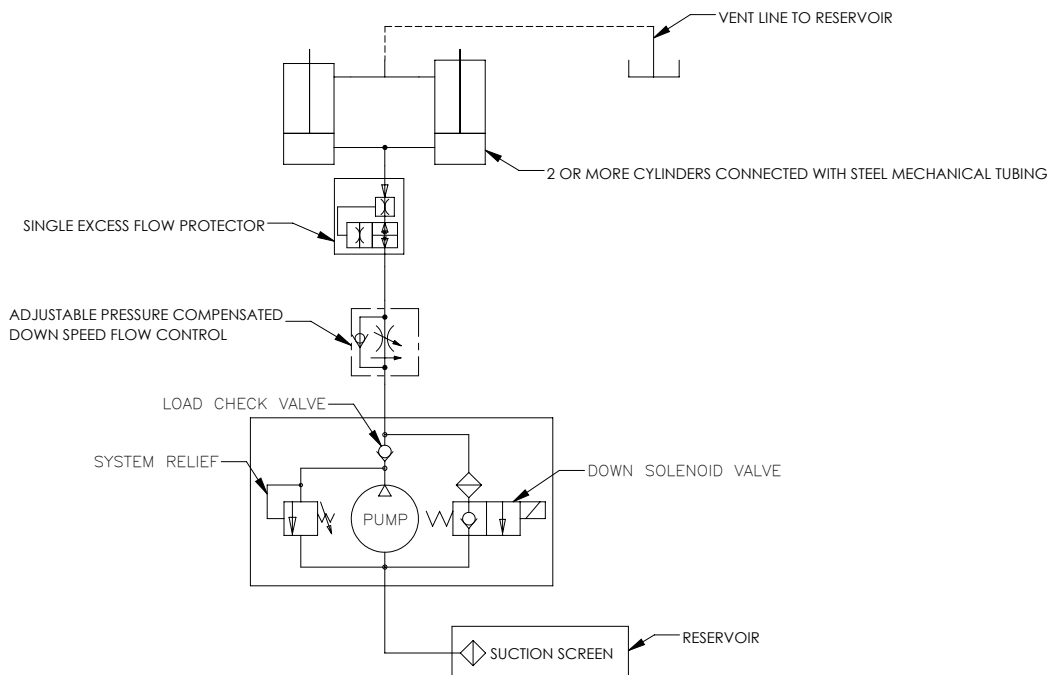 VENT LINE TO RESERVOIR
2 OR MORE CYLINDERS CONNECTED WITH STEEL MECHANICAL TUBING
SINGLE EXCESS FLOW PROTECTOR
ADJUSTABLE PRESSURE COMPENSATED
DOWN SPEED FLOW CONTROL
LOAD CHECK VALVE
SYSTEM RELIEF
DOWN SOLENOID VALVE
PUMP
RESERVOIR
SUCTION SCREEN